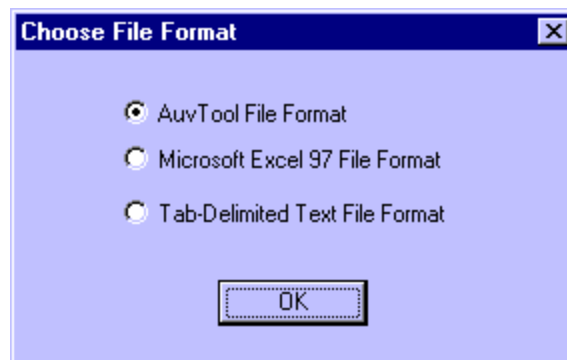 Choose File Format
AuvTool File Format
Microsoft Excel 97 File Format
Tab-Delimited Text File Format
OK